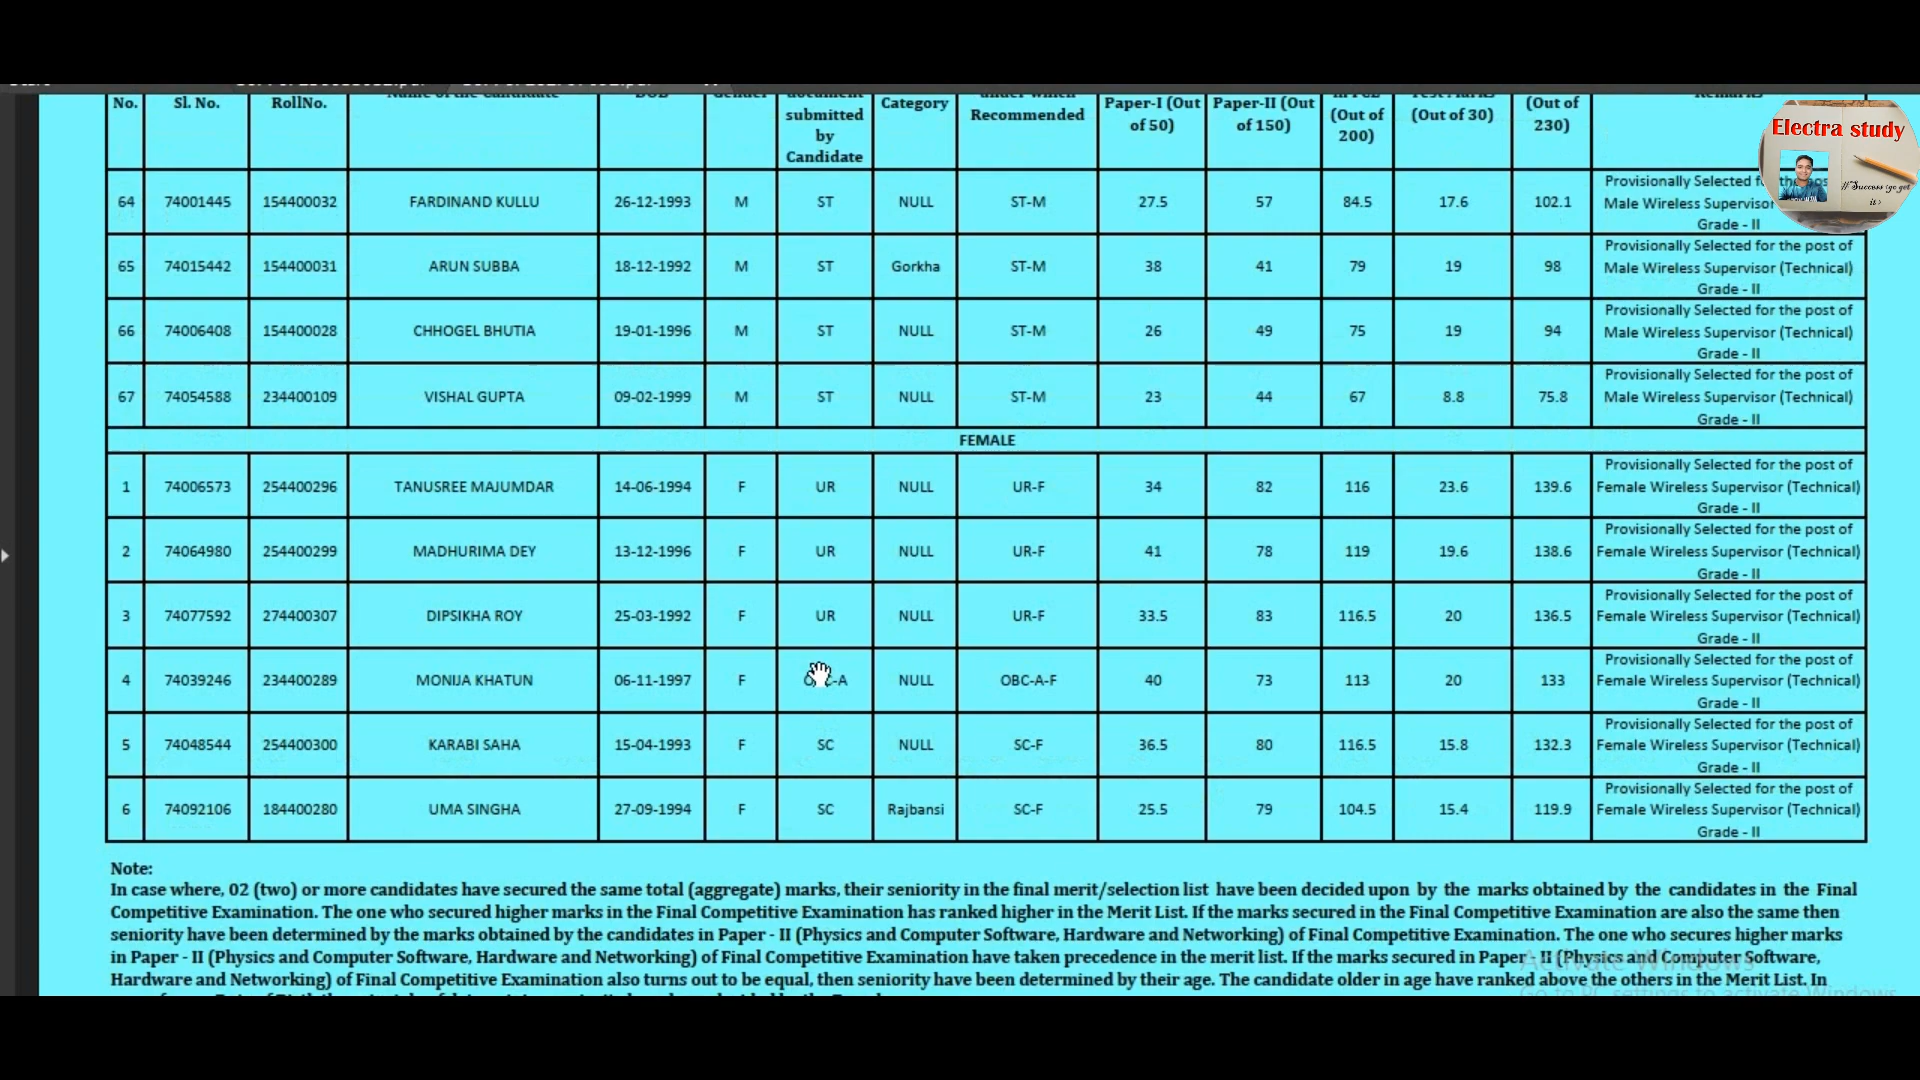 No. Sl. No. RollNo. Name of the Candidate DOB Gender document submitted by Candidate Category under which Recommended Paper-I (Out of 50) Paper-II (Out of 150) (Out of 200) (Out of 30) (Out of 230) Remarks
Electra study
// Success go get it >
64 74001445 154400032 FARDINAND KULLU 26-12-1993 M ST NULL ST-M 27.5 57 84.5 17.6 102.1 Provisionally Selected for the Male Wireless Supervisor Grade - II
65 74015442 154400031 ARUN SUBBA 18-12-1992 M ST Gorkha ST-M 38 41 79 19 98 Provisionally Selected for the post of Male Wireless Supervisor (Technical) Grade - II
66 74006408 154400028 CHHOGEL BHUTIA 19-01-1996 M ST NULL ST-M 26 49 75 19 94 Provisionally Selected for the post of Male Wireless Supervisor (Technical) Grade - II
67 74054588 234400109 VISHAL GUPTA 09-02-1999 M ST NULL ST-M 23 44 67 8.8 75.8 Provisionally Selected for the post of Male Wireless Supervisor (Technical) Grade - II
FEMALE
1 74006573 254400296 TANUSREE MAJUMDAR 14-06-1994 F UR NULL UR-F 34 82 116 23.6 139.6 Provisionally Selected for the post of Female Wireless Supervisor (Technical) Grade - II
2 74064980 254400299 MADHURIMA DEY 13-12-1996 F UR NULL UR-F 41 78 119 19.6 138.6 Provisionally Selected for the post of Female Wireless Supervisor (Technical) Grade - II
3 74077592 274400307 DIPSIKHA ROY 25-03-1992 F UR NULL UR-F 33.5 83 116.5 20 136.5 Provisionally Selected for the post of Female Wireless Supervisor (Technical) Grade - II
4 74039246 234400289 MONIJA KHATUN 06-11-1997 F -A NULL OBC-A-F 40 73 113 20 133 Provisionally Selected for the post of Female Wireless Supervisor (Technical) Grade - II
5 74048544 254400300 KARABI SAHA 15-04-1993 F SC NULL SC-F 36.5 80 116.5 15.8 132.3 Provisionally Selected for the post of Female Wireless Supervisor (Technical) Grade - II
6 74092106 184400280 UMA SINGHA 27-09-1994 F SC Rajbansi SC-F 25.5 79 104.5 15.4 119.9 Provisionally Selected for the post of Female Wireless Supervisor (Technical) Grade - II
Note:
In case where, 02 (two) or more candidates have secured the same total (aggregate) marks, their seniority in the final merit/selection list have been decided upon by the marks obtained by the candidates in the Final
Competitive Examination. The one who secured higher marks in the Final Competitive Examination has ranked higher in the Merit List. If the marks secured in the Final Competitive Examination are also the same then
seniority have been determined by the marks obtained by the candidates in Paper - II (Physics and Computer Software, Hardware and Networking) of Final Competitive Examination. The one who secures higher marks
in Paper - II (Physics and Computer Software, Hardware and Networking) of Final Competitive Examination have taken precedence in the merit list. If the marks secured in Paper - II (Physics and Computer Software,
Hardware and Networking) of Final Competitive Examination also turns out to be equal, then seniority have been determined by their age. The candidate older in age have ranked above the others in the Merit List. In
Activate Windows
Go to PC settings to activate Windows.